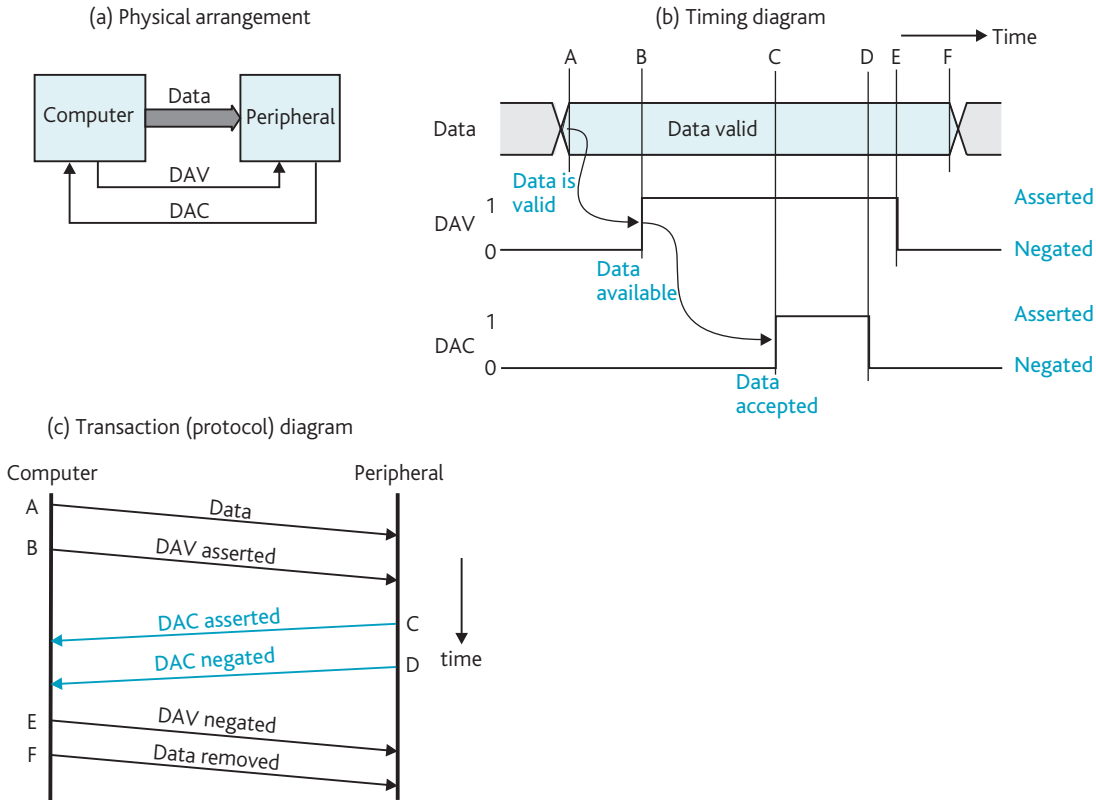 (a) Physical arrangement
Computer
Data
Peripheral
DAV
DAC
(b) Timing diagram
Time
A B C D E F
Data
Data valid
Data is
valid
DAV
1
0
Asserted
Negated
Data
available
DAC
1
0
Asserted
Negated
Data
accepted
(c) Transaction (protocol) diagram
Computer Peripheral
A Data
B DAV asserted
DAC asserted C
DAC negated D
time
E DAV negated
F Data removed